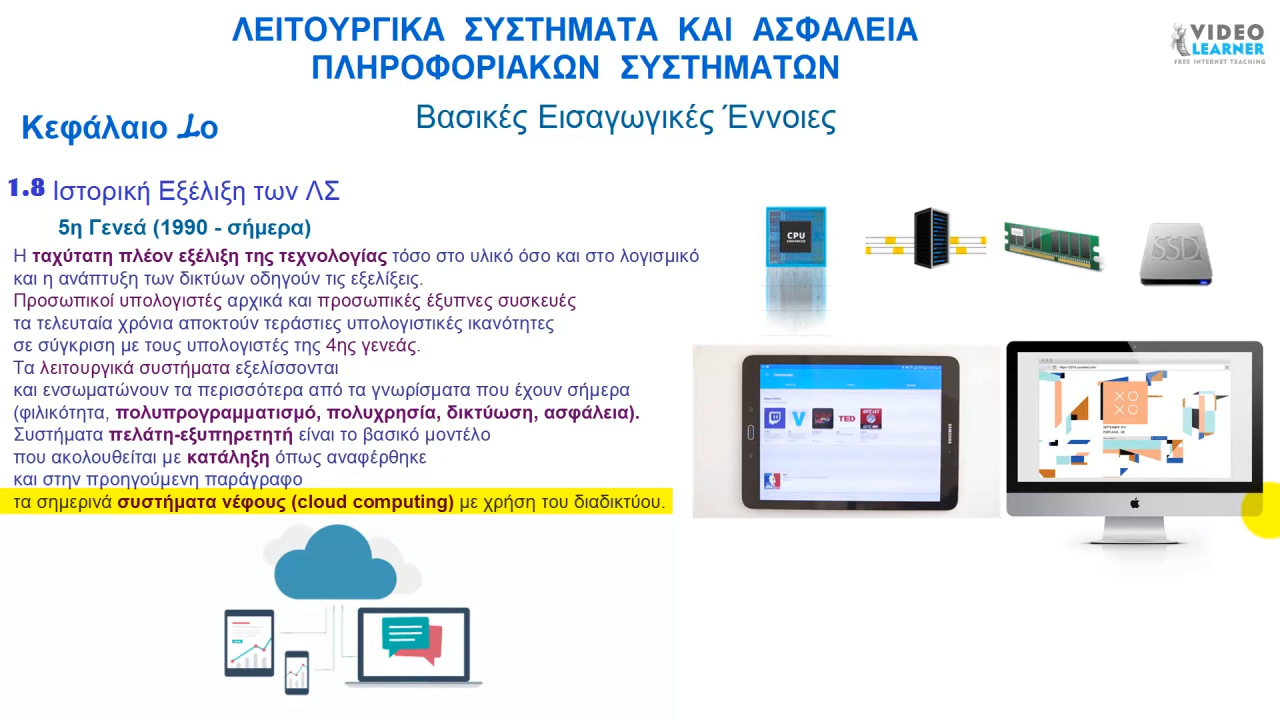 ΛΕΙΤΟΥΡΓΙΚΑ ΣΥΣΤΗΜΑΤΑ ΚΑΙ ΑΣΦΑΛΕΙΑ
ΠΛΗΡΟΦΟΡΙΑΚΩΝ ΣΥΣΤΗΜΑΤΩΝ
VIDEO
LEARNER
FREE INTERNET TEACHING
Βασικές Εισαγωγικές Έννοιες
Κεφάλαιο 1ο
1.8 Ιστορική Εξέλιξη των ΛΣ
5η Γενεά (1990 - σήμερα)
Η ταχύτατη πλέον εξέλιξη της τεχνολογίας τόσο στο υλικό όσο και στο λογισμικό
και η ανάπτυξη των δικτύων οδηγούν τις εξελίξεις.
Προσωπικοί υπολογιστές αρχικά και προσωπικές έξυπνες συσκευές
τα τελευταία χρόνια αποκτούν τεράστιες υπολογιστικές ικανότητες
σε σύγκριση με τους υπολογιστές της 4ης γενεάς.
Τα λειτουργικά συστήματα εξελίσσονται
και ενσωματώνουν τα περισσότερα από τα γνωρίσματα που έχουν σήμερα
(φιλικότητα, πολυπρογραμματισμό, πολυχρησία, δικτύωση, ασφάλεια).
Συστήματα πελάτη-εξυπηρετητή είναι το βασικό μοντέλο
που ακολουθείται με κατάληξη όπως αναφέρθηκε
και στην προηγούμενη παράγραφο
τα σημερινά συστήματα νέφους (cloud computing) με χρήση του διαδικτύου.
CPU
SSD
TED
SAMSUNG
XO
XO